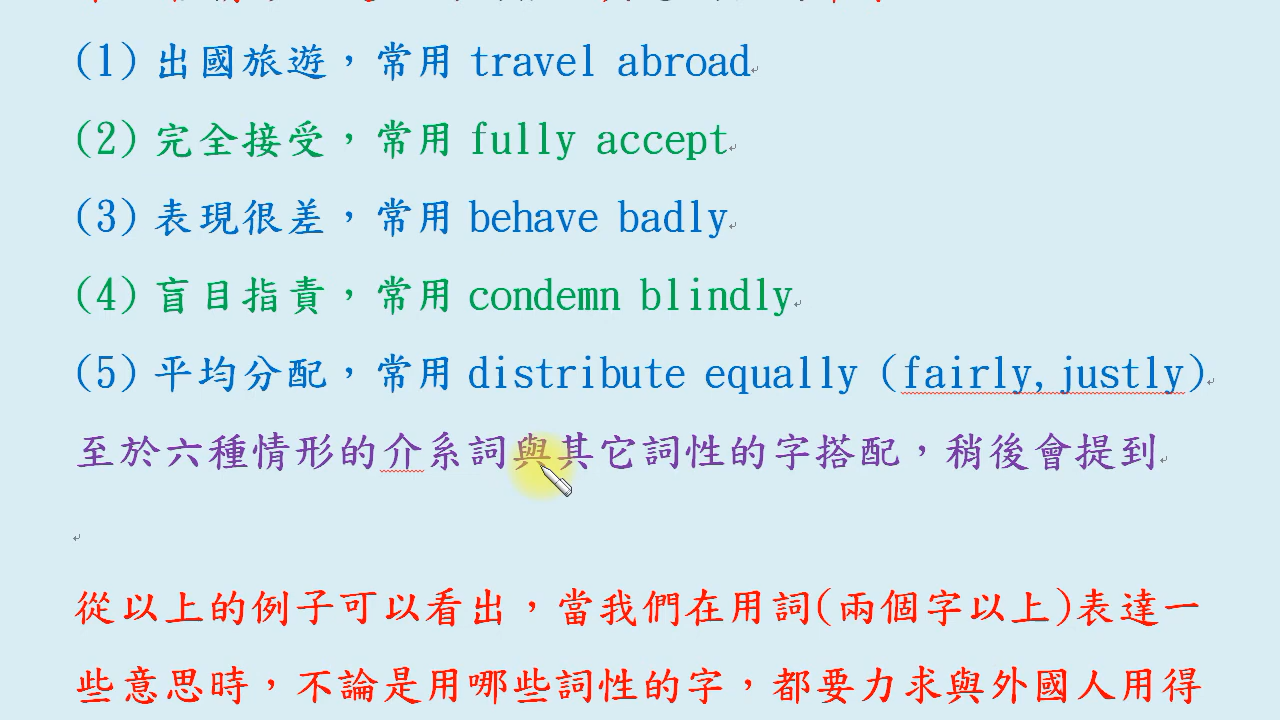 (1) 出國旅遊，常用 travel abroad
(2) 完全接受，常用 fully accept
(3) 表現很差，常用 behave badly
(4) 盲目指責，常用 condemn blindly
(5) 平均分配，常用 distribute equally (fairly, justly)
至於六種情形的介系詞與其它詞性的字搭配，稍後會提到
從以上的例子可以看出，當我們在用詞(兩個字以上)表達一
些意思時，不論是用哪些詞性的字，都要力求與外國人用得